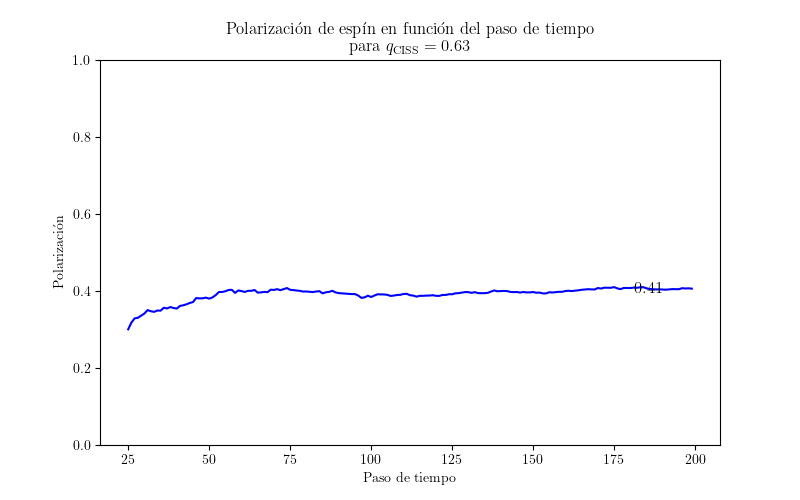 Polarización de espín en función del paso de tiempo
para qCISS = 0.63
1.0
0.8
0.6
0.4
0.2
0.0
Polarización
0.41
25 50 75 100 125 150 175 200
Paso de tiempo